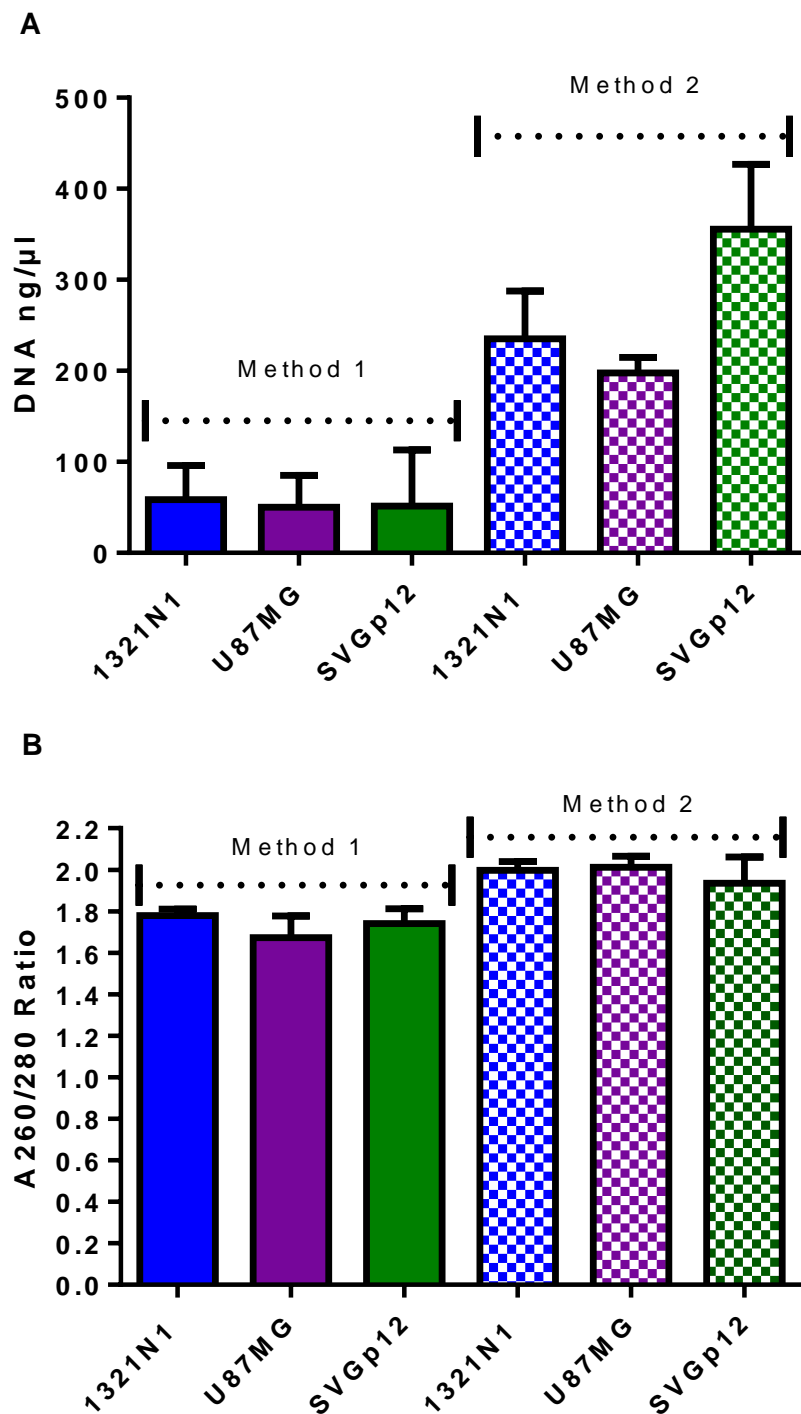 A
Method 2
500
400
300
200
100
0
DNA ng/µl
Method 1
1321N1
U87MG
SVGp12
1321N1
U87MG
SVGp12
B
Method 2
Method 1
2.2
2.0
1.8
1.6
1.4
1.2
1.0
0.8
0.6
0.4
0.2
0.0
A260/280 Ratio
1321N1
U87MG
SVGp12
1321N1
U87MG
SVGp12